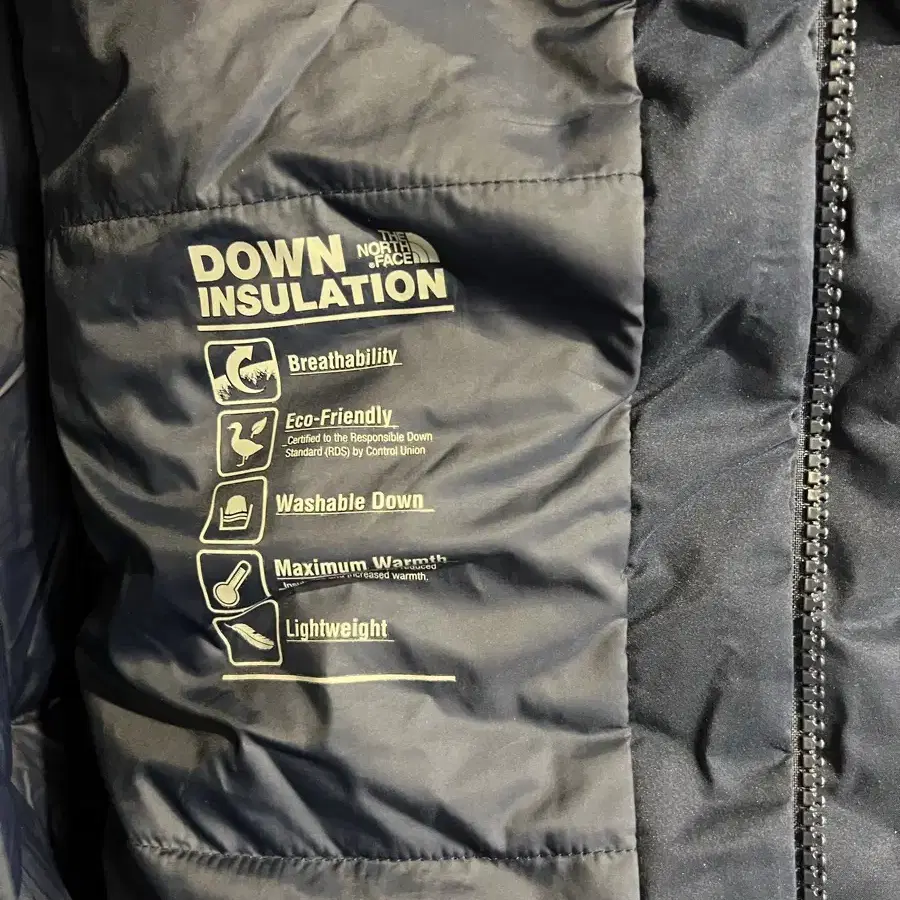 DOWN THE
NORTH
FACE
INSULATION
Breathability
Eco-Friendly
Certified to the Responsible Down
Standard (RDS) by Control Union
Washable Down
Maximum Warmth
increased warmth.
Lightweight